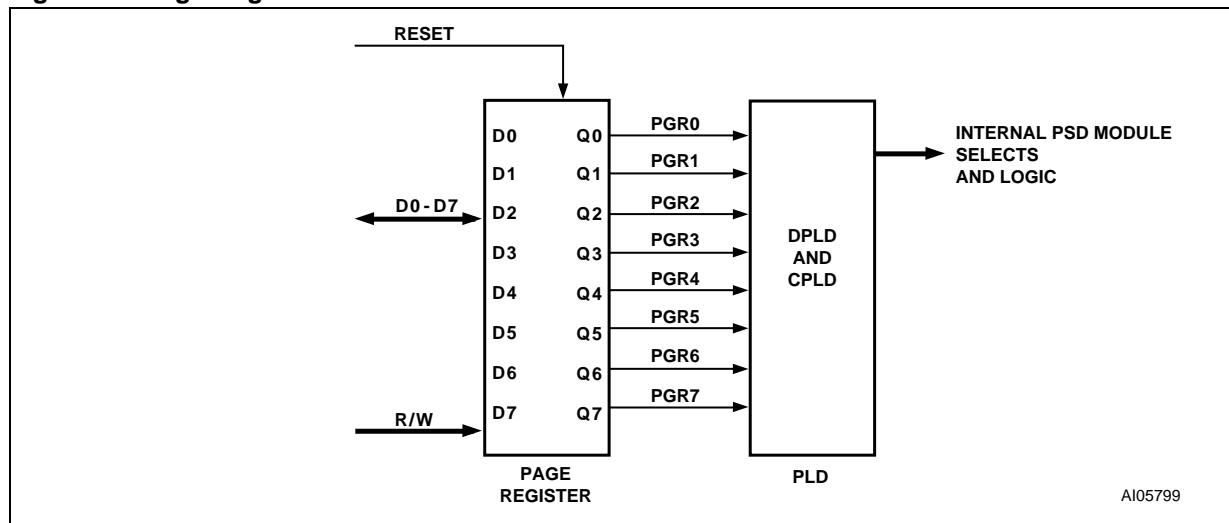 RESET
D0 Q0 PGR0
D1 Q1 PGR1
D0-D7 D2 Q2 PGR2
D3 Q3 PGR3
D4 Q4 PGR4
D5 Q5 PGR5
D6 Q6 PGR6
R/W D7 Q7 PGR7
PAGE
REGISTER
DPLD
AND
CPLD
PLD
INTERNAL PSD MODULE
SELECTS
AND LOGIC
AI05799